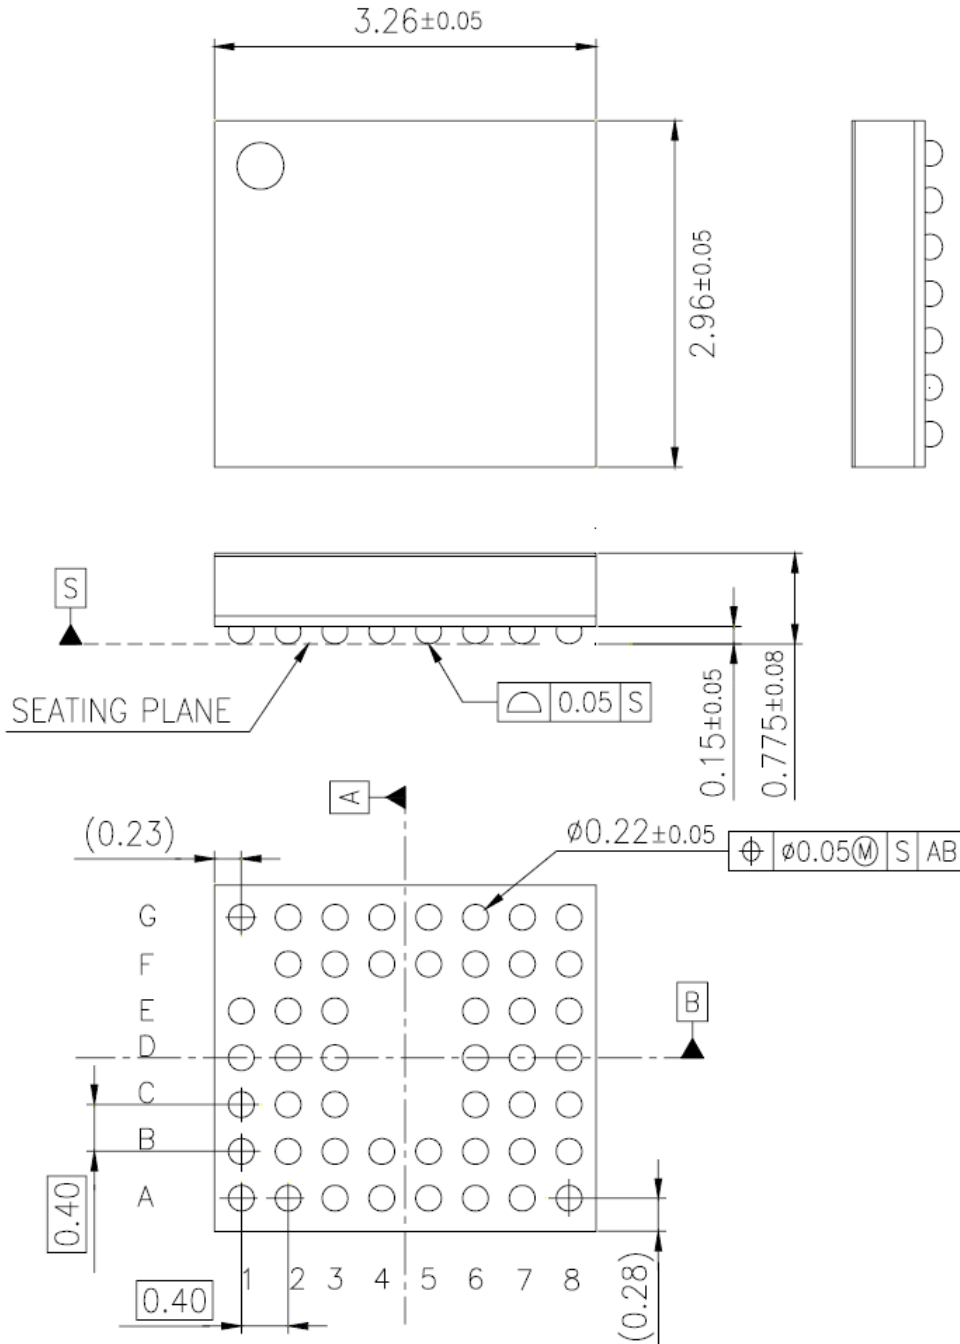 3.26±0.05
2.96±0.05
S
SEATING PLANE
0.05 S
0.15±0.05
0.775±0.08
A
(0.23)
ø0.22±0.05
ø0.05Ⓜ S AB
G
F
E
B
D
C
B
A
0.40
1 2 3 4 5 6 7 8
0.40
(0.28)